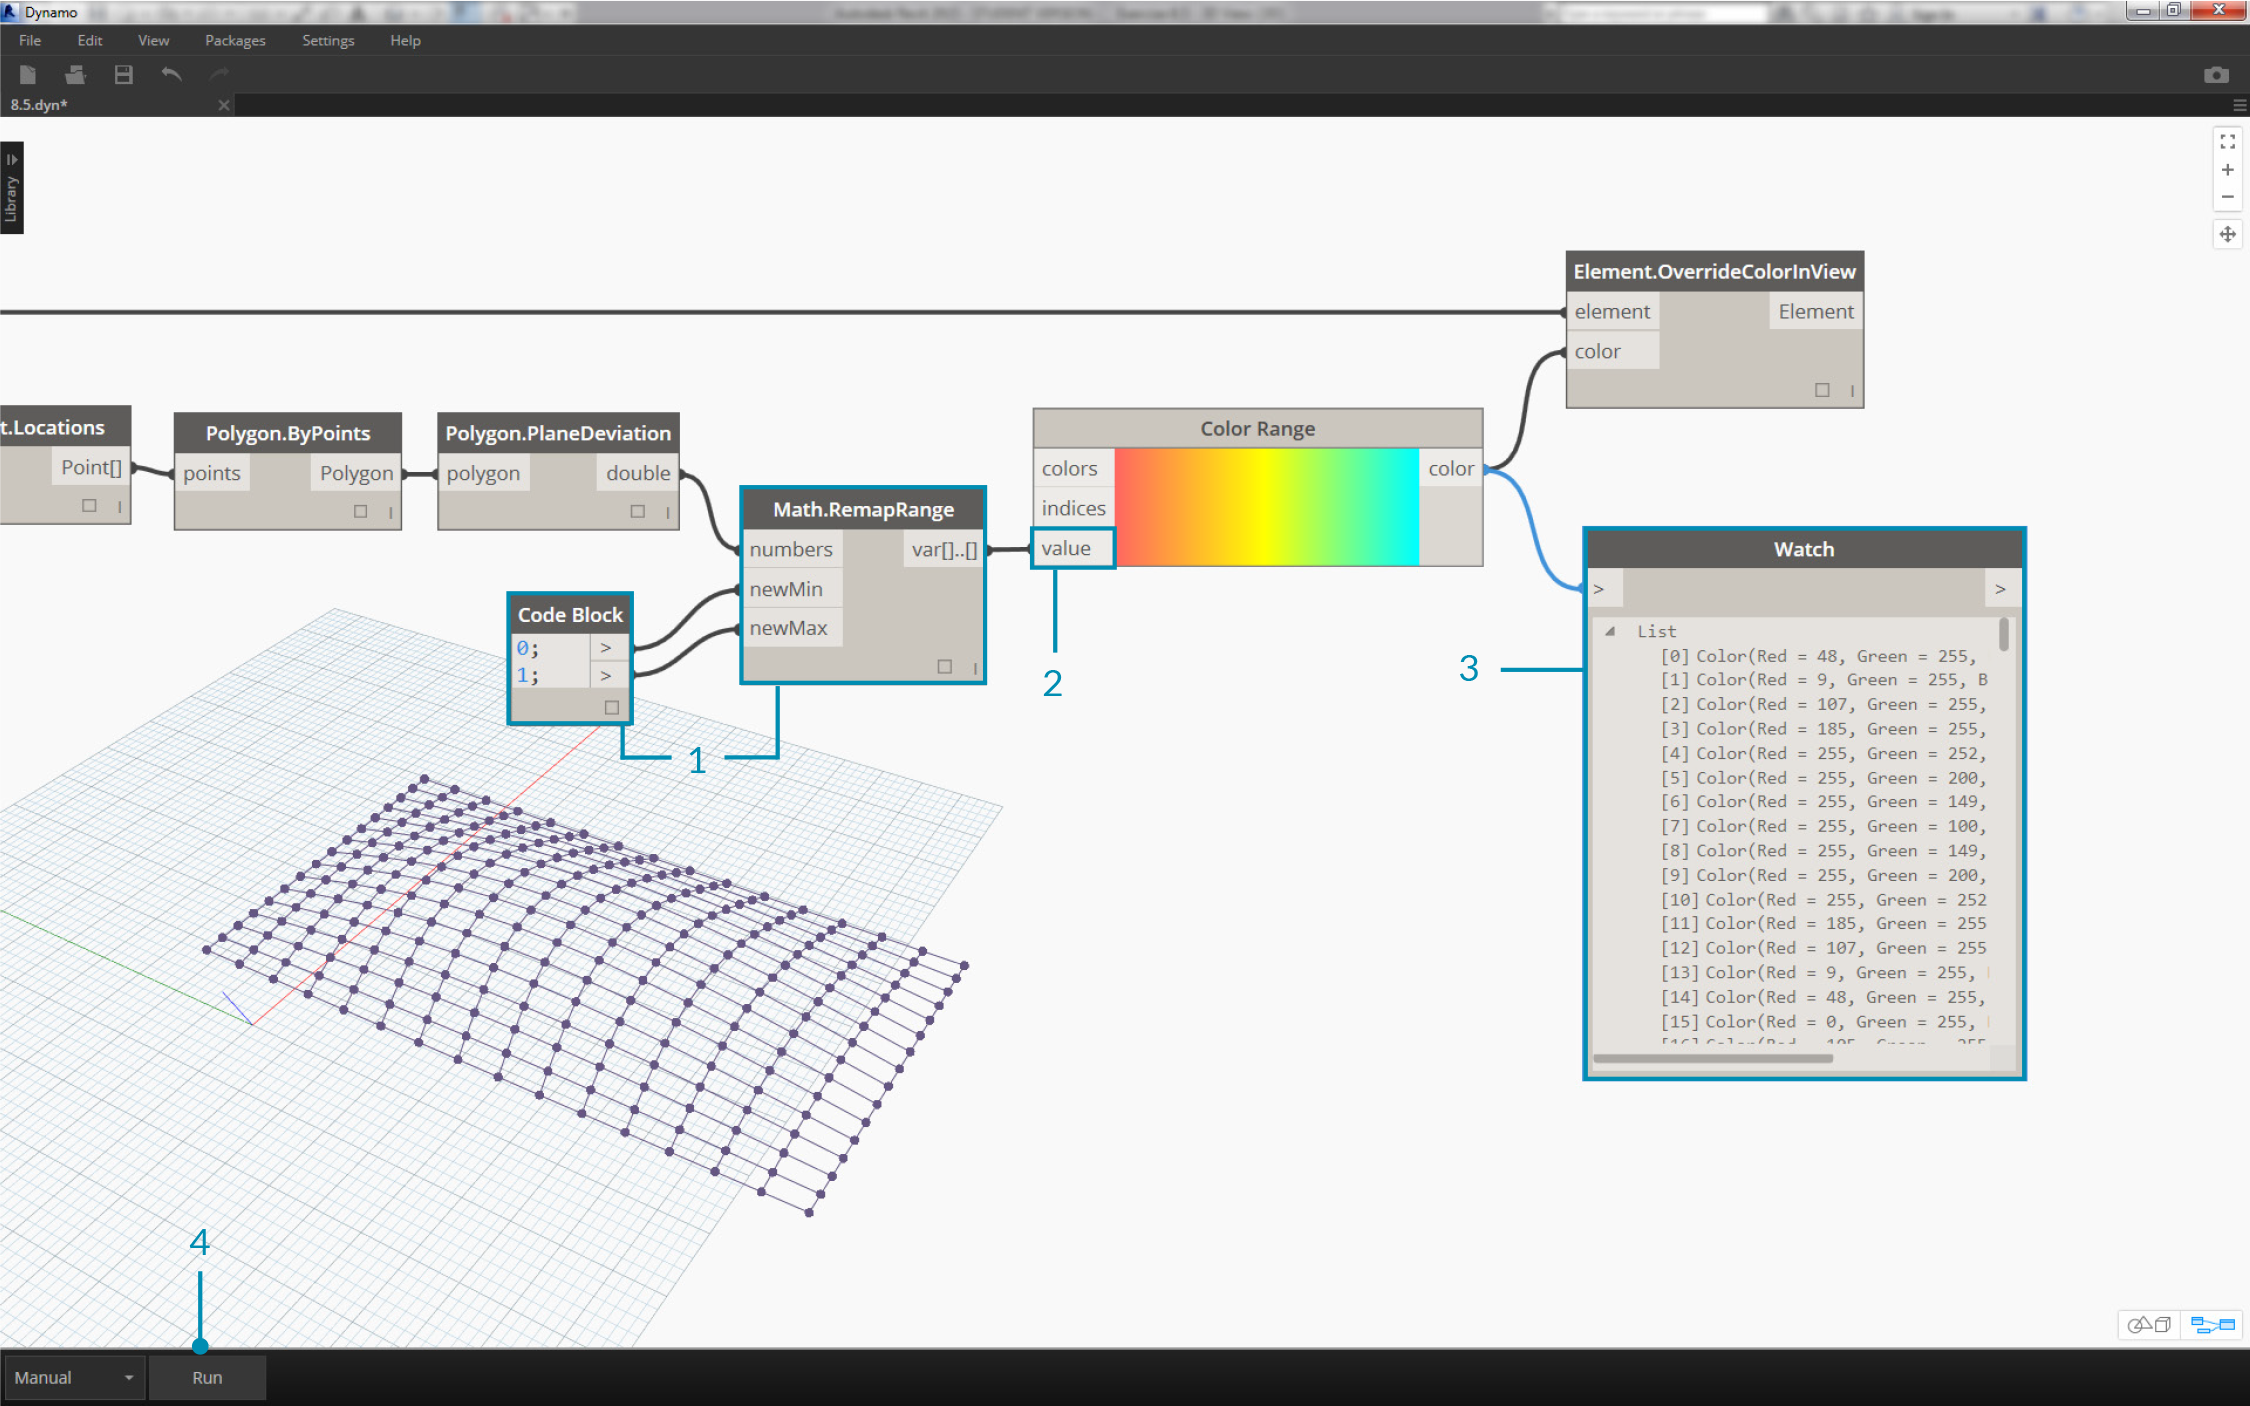 Dynamo
File Edit View Packages Settings Help
8.5.dyn*
Library
Element.OverrideColorInView
element Element
color
t.Locations
Point[]
Polygon.ByPoints
points Polygon
Polygon.PlaneDeviation
polygon double
Math.RemapRange
numbers var[]..[]
newMin
newMax
Code Block
0; >
1; >
Color Range
colors color
indices
value
1
2
3
Watch
> >
List
[0] Color(Red = 48, Green = 255,
[1] Color(Red = 9, Green = 255, B
[2] Color(Red = 107, Green = 255,
[3] Color(Red = 185, Green = 255,
[4] Color(Red = 255, Green = 252,
[5] Color(Red = 255, Green = 200,
[6] Color(Red = 255, Green = 149,
[7] Color(Red = 255, Green = 100,
[8] Color(Red = 255, Green = 149,
[9] Color(Red = 255, Green = 200,
[10] Color(Red = 255, Green = 252
[11] Color(Red = 185, Green = 255
[12] Color(Red = 107, Green = 255
[13] Color(Red = 9, Green = 255,
[14] Color(Red = 48, Green = 255,
[15] Color(Red = 0, Green = 255,
4
Manual Run